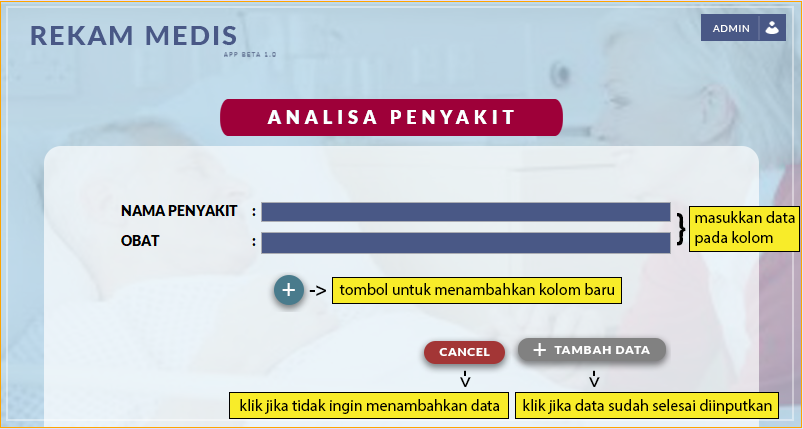 REKAM MEDIS
APP BETA 1.0
ADMIN
ANALISA PENYAKIT
NAMA PENYAKIT :
OBAT :
} masukkan data
pada kolom
+ -> tombol untuk menambahkan kolom baru
CANCEL
+ TAMBAH DATA
klik jika tidak ingin menambahkan data
klik jika data sudah selesai diinputkan